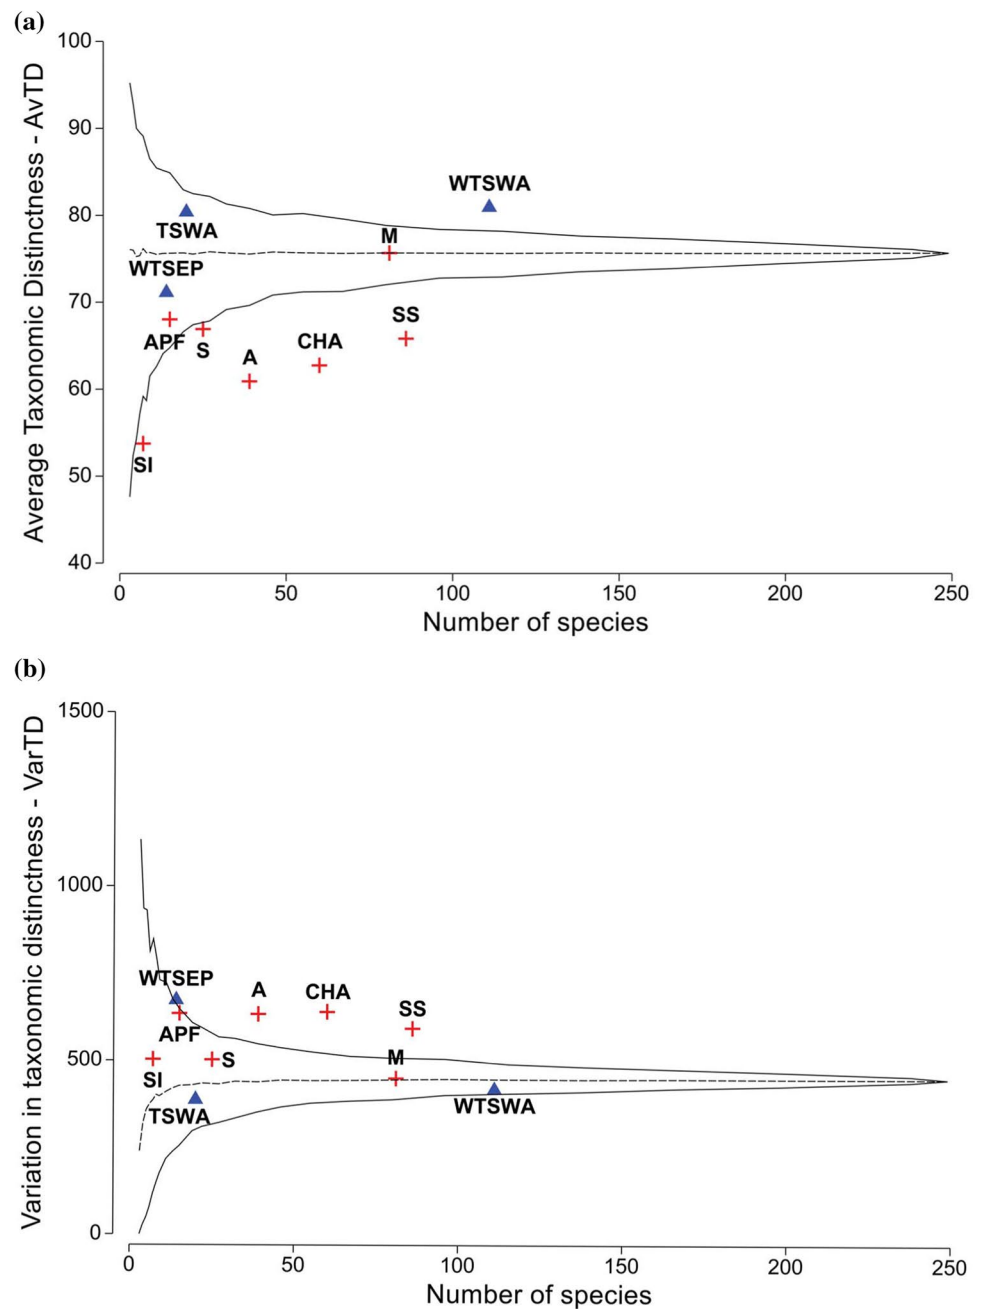 (a)
Average Taxonomic Distinctness - AvTD
100
90
80
70
60
50
40
WTSWA
TSWA
M
WTSEP
APF
S
SS
CHA
A
SI
0
50
100
150
200
250
Number of species
(b)
Variation in taxonomic distinctness - VarTD
1500
1000
500
0
WTSEP
A
CHA
SS
APF
M
S
SI
TSWA
WTSWA
0
50
100
150
200
250
Number of species